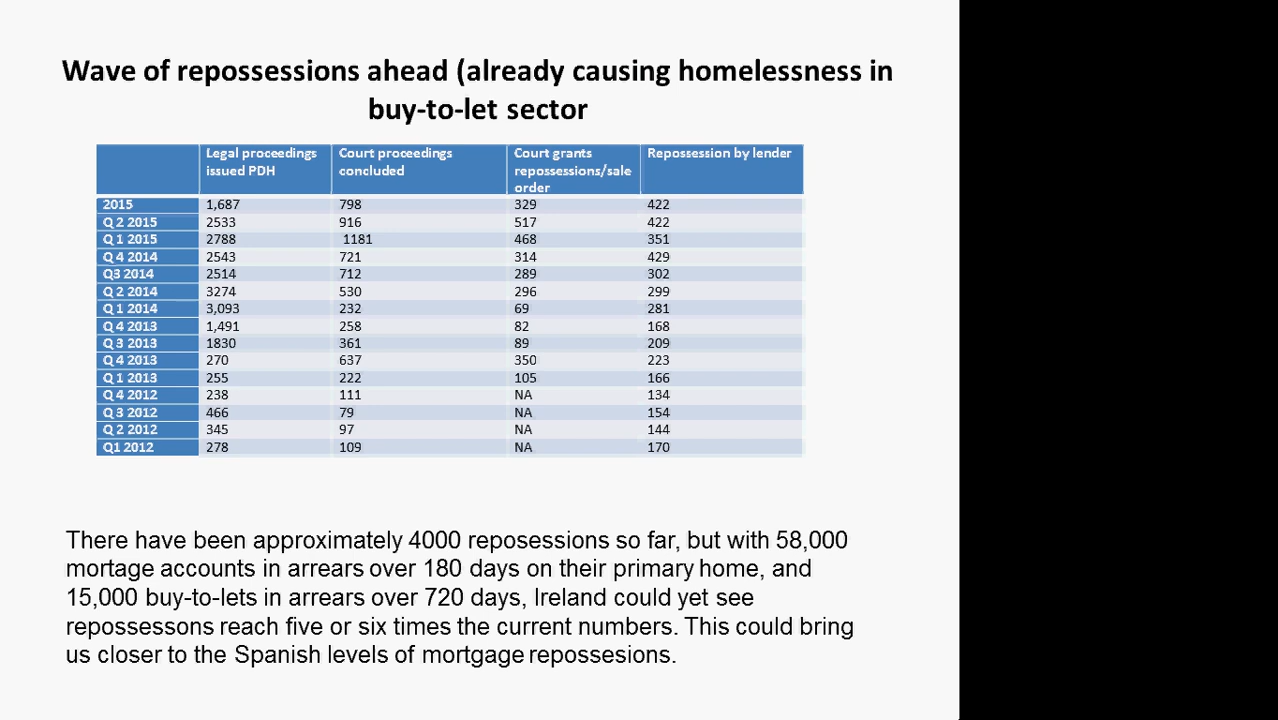 Wave of repossessions ahead (already causing homelessness in
buy-to-let sector
Legal proceedings issued PDH Court proceedings concluded Court grants repossessions/sale order Repossession by lender
2015 1,687 798 329 422
Q 2 2015 2533 916 517 422
Q 1 2015 2788 1181 468 351
Q 4 2014 2543 721 314 429
Q3 2014 2514 712 289 302
Q 2 2014 3274 530 296 299
Q 1 2014 3,093 232 69 281
Q 4 2013 1,491 258 82 168
Q 3 2013 1830 361 89 209
Q 4 2013 270 637 350 223
Q 1 2013 255 222 105 166
Q 4 2012 238 111 NA 134
Q 3 2012 466 79 NA 154
Q 2 2012 345 97 NA 144
Q1 2012 278 109 NA 170
There have been approximately 4000 reposessions so far, but with 58,000
mortage accounts in arrears over 180 days on their primary home, and
15,000 buy-to-lets in arrears over 720 days, Ireland could yet see
repossessons reach five or six times the current numbers. This could bring
us closer to the Spanish levels of mortgage repossesions.